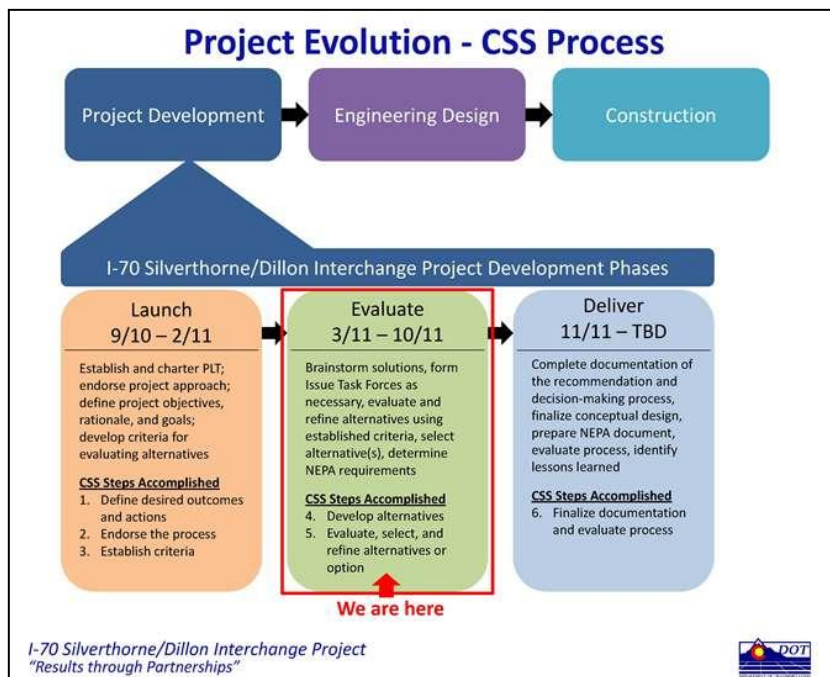 Project Evolution - CSS Process
Project Development
Engineering Design
Construction
I-70 Silverthorne/Dillon Interchange Project Development Phases
Launch
9/10 – 2/11
Establish and charter PLT;
endorse project approach;
define project objectives,
rationale, and goals;
develop criteria for
evaluating alternatives
CSS Steps Accomplished
1. Define desired outcomes
and actions
2. Endorse the process
3. Establish criteria
Evaluate
3/11 – 10/11
Brainstorm solutions, form
Issue Task Forces as
necessary, evaluate and
refine alternatives using
established criteria, select
alternative(s), determine
NEPA requirements
CSS Steps Accomplished
4. Develop alternatives
5. Evaluate, select, and
refine alternatives or
option
We are here
Deliver
11/11 – TBD
Complete documentation of
the recommendation and
decision-making process,
finalize conceptual design,
prepare NEPA document,
evaluate process, identify
lessons learned
CSS Steps Accomplished
6. Finalize documentation
and evaluate process
I-70 Silverthorne/Dillon Interchange Project
"Results through Partnerships"
DOT